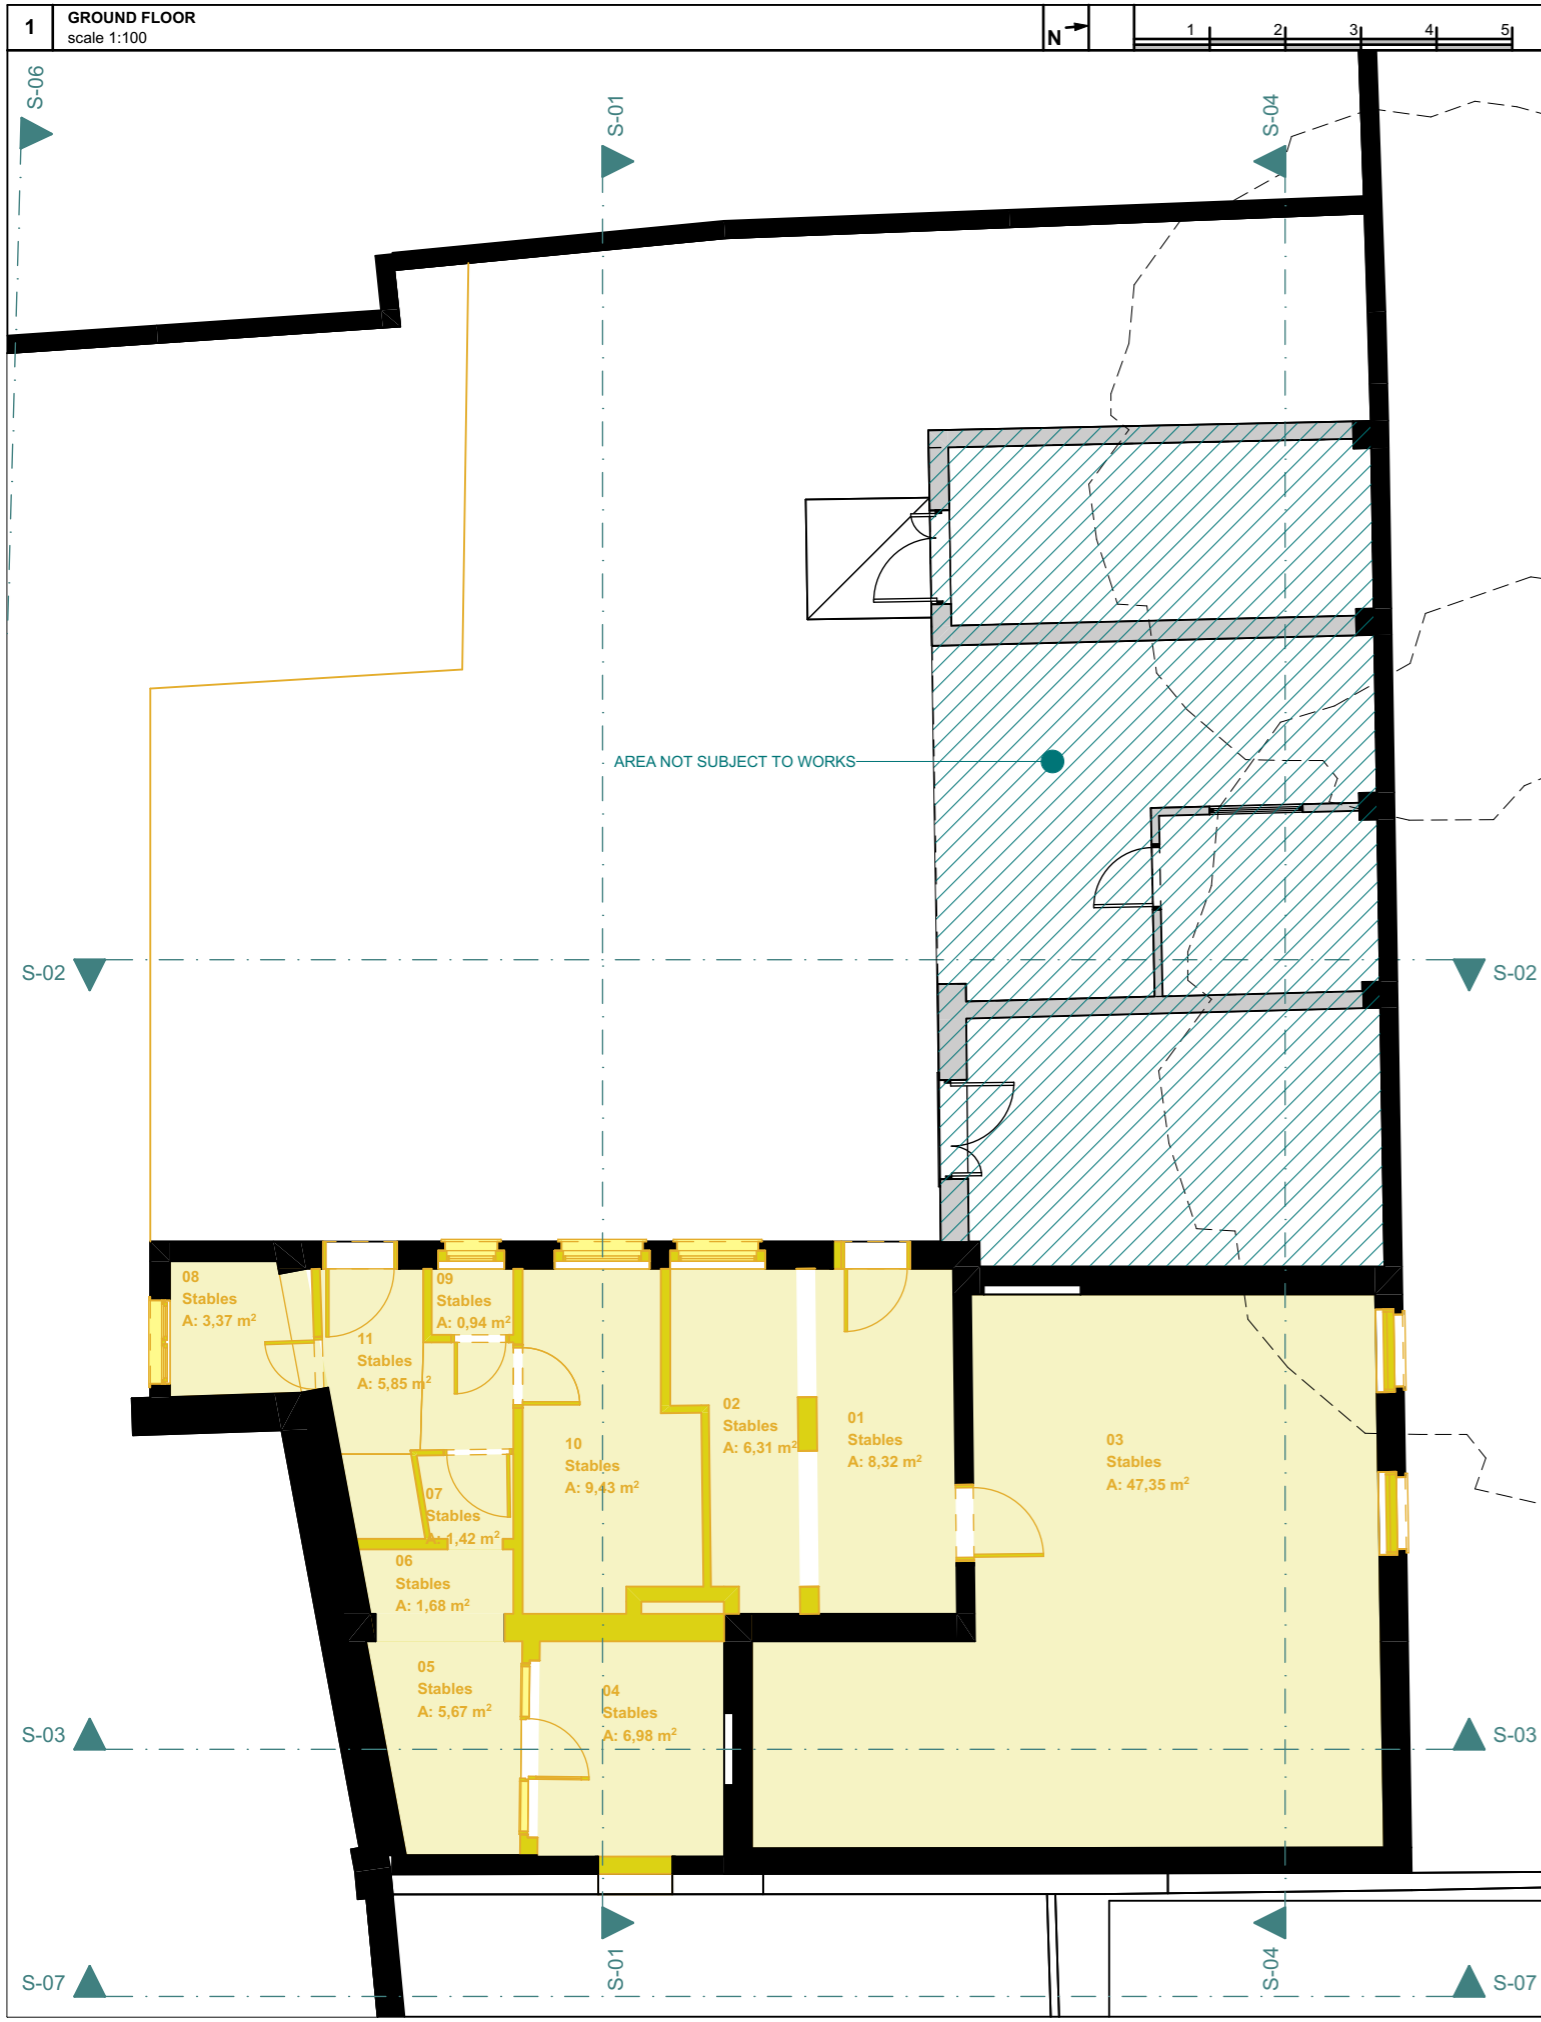 1
GROUND FLOOR
scale 1:100
N
1 2 3 4 5
S-06
S-01
S-04
AREA NOT SUBJECT TO WORKS
S-02
S-02
08
Stables
A: 3,37 m²
09
Stables
A: 0,94 m²
11
Stables
A: 5,85 m²
02
Stables
A: 6,31 m²
01
Stables
A: 8,32 m²
03
Stables
A: 47,35 m²
10
Stables
A: 9,43 m²
07
Stables
A: 1,42 m²
06
Stables
A: 1,68 m²
05
Stables
A: 5,67 m²
04
Stables
A: 6,98 m²
S-03
S-03
S-01
S-04
S-07
S-07